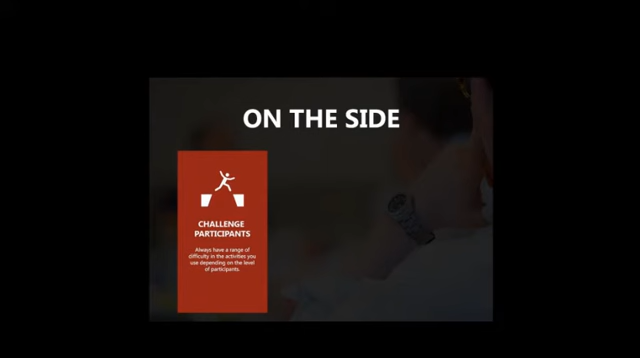 ON THE SIDE
CHALLENGE
PARTICIPANTS
Always have a range of
difficulty in the activities you
use depending on the level
of participants.